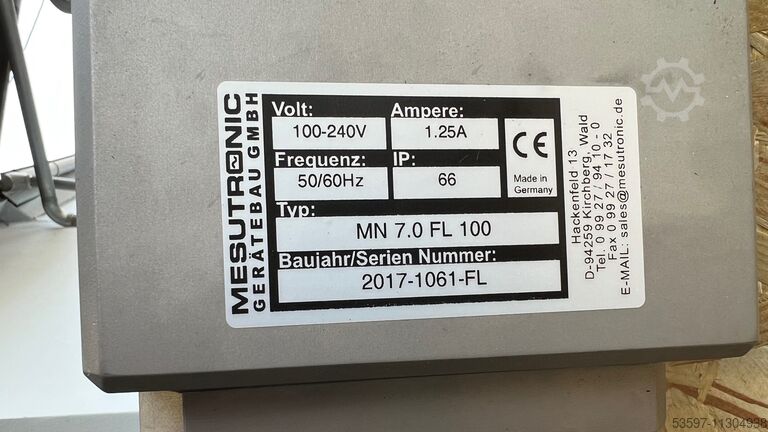 MESUTRONIC
GERÄTEBAU GMBH
Volt:
100-240V
Ampere:
1.25A
Frequenz:
50/60Hz
IP:
66
CE
Made in
Germany
Typ:
MN 7.0 FL 100
Baujahr/Serien Nummer:
2017-1061-FL
Hackenfeld 13
D-94259 Kirchberg, Wald
Tel. 0 99 27 / 94 10 - 0
Fax 0 99 27 / 17 32
E-MAIL: sales@mesutronic.de
53597-11304998